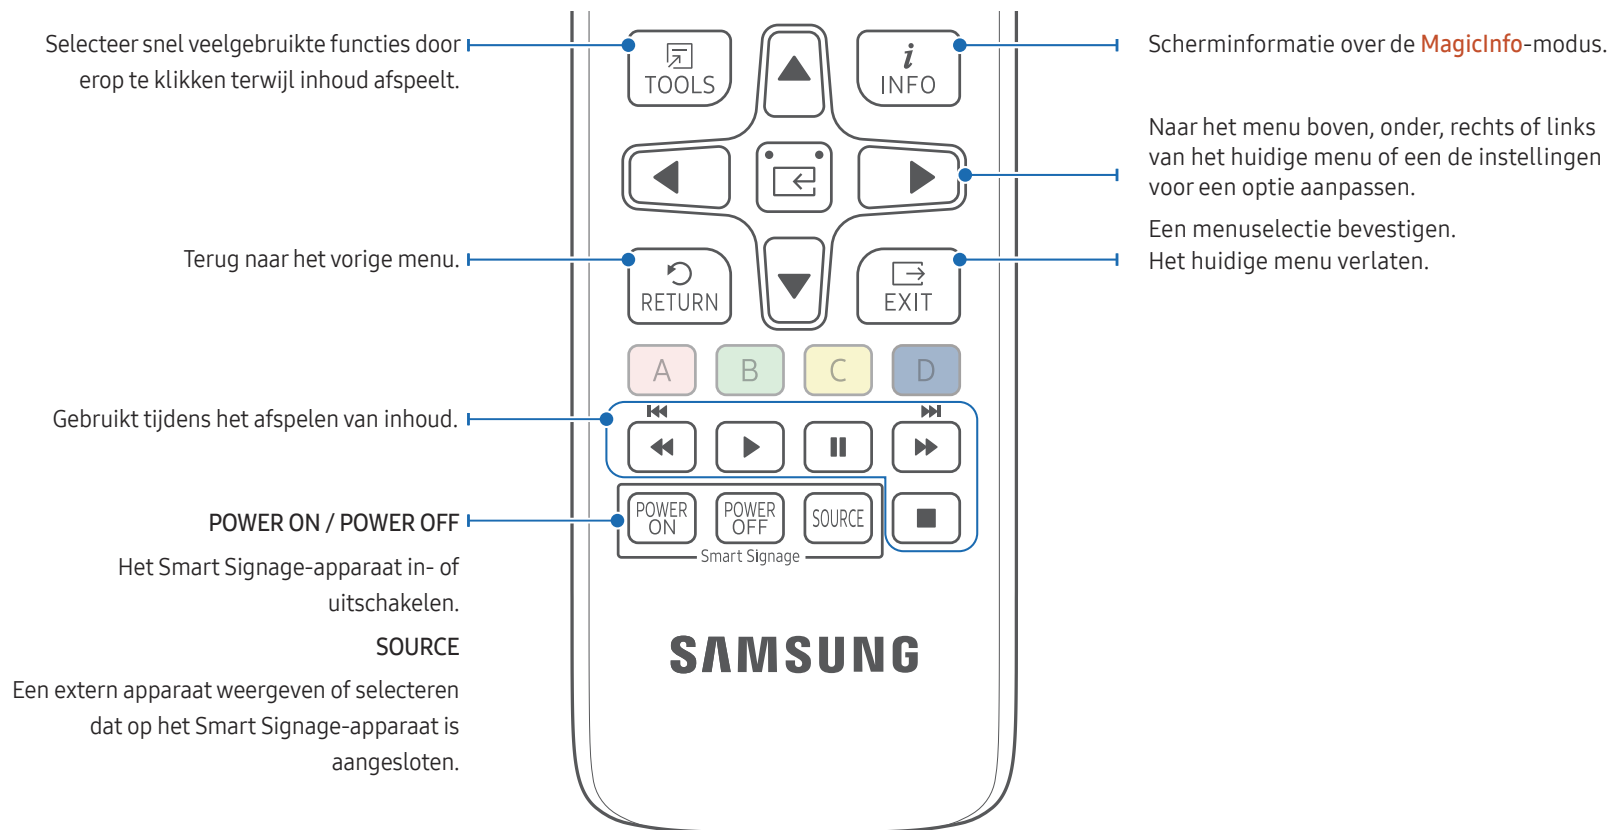 Selecteer snel veelgebruikte functies door
erop te klikken terwijl inhoud afspeelt.
Terug naar het vorige menu.
Gebruikt tijdens het afspelen van inhoud.
POWER ON / POWER OFF
Het Smart Signage-apparaat in- of
uitschakelen.
SOURCE
Een extern apparaat weergeven of selecteren
dat op het Smart Signage-apparaat is
aangesloten.
TOOLS
i
INFO
RETURN
EXIT
A B C D
POWER
ON
POWER
OFF
SOURCE
Smart Signage
SAMSUNG
Scherminformatie over de MagicInfo-modus.
Naar het menu boven, onder, rechts of links
van het huidige menu of een de instellingen
voor een optie aanpassen.
Een menuselectie bevestigen.
Het huidige menu verlaten.